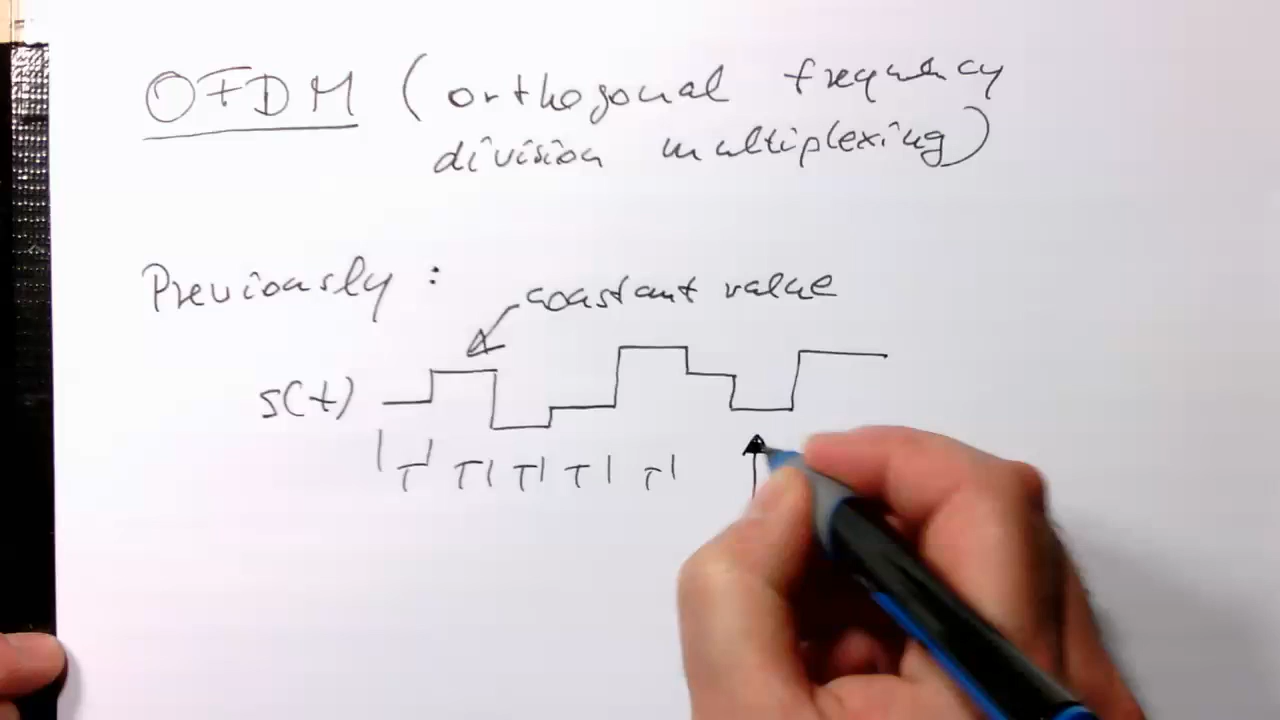 OFDM (orthogonal frequency
division multiplexing)
Previously :
constant value
s(t)
T T T T T